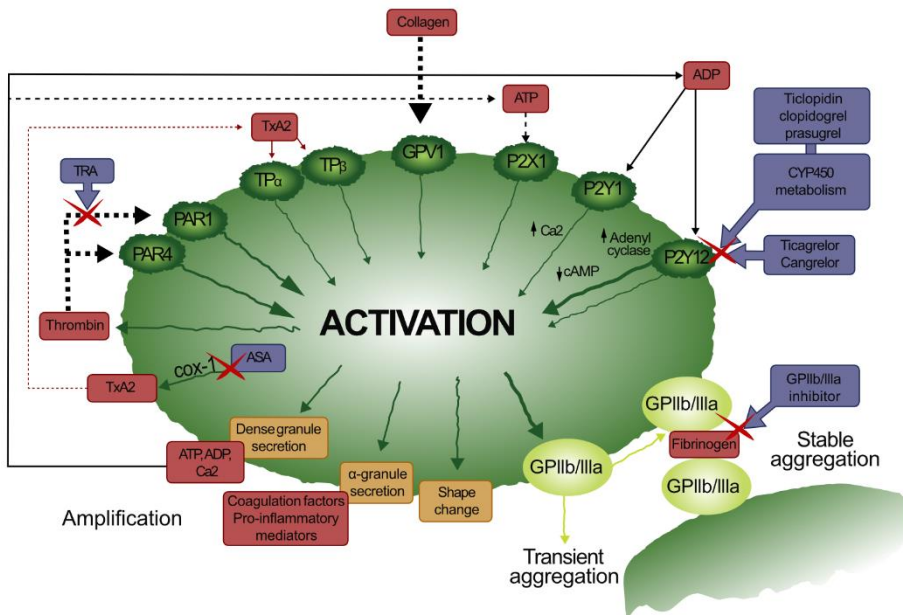 Collagen
ADP
ATP
Ticlopidin
clopidogrel
prasugrel
TxA2
TRA
GPV1
P2X1
TPβ
TPα
P2Y1
CYP450
metabolism
PAR1
Ca2
Adenyl
cyclase
PAR4
P2Y12
Ticagrelor
Cangrelor
cAMP
ACTIVATION
Thrombin
cox-1
ASA
TxA2
GPIIb/IIIa
inhibitor
GPIIb/IIIa
Dense granule
secretion
Fibrinogen
Stable
aggregation
ATP, ADP,
Ca2
α-granule
secretion
GPIIb/IIIa
GPIIb/IIIa
Shape
change
Coagulation factors
Pro-inflammatory
mediators
Amplification
Transient
aggregation